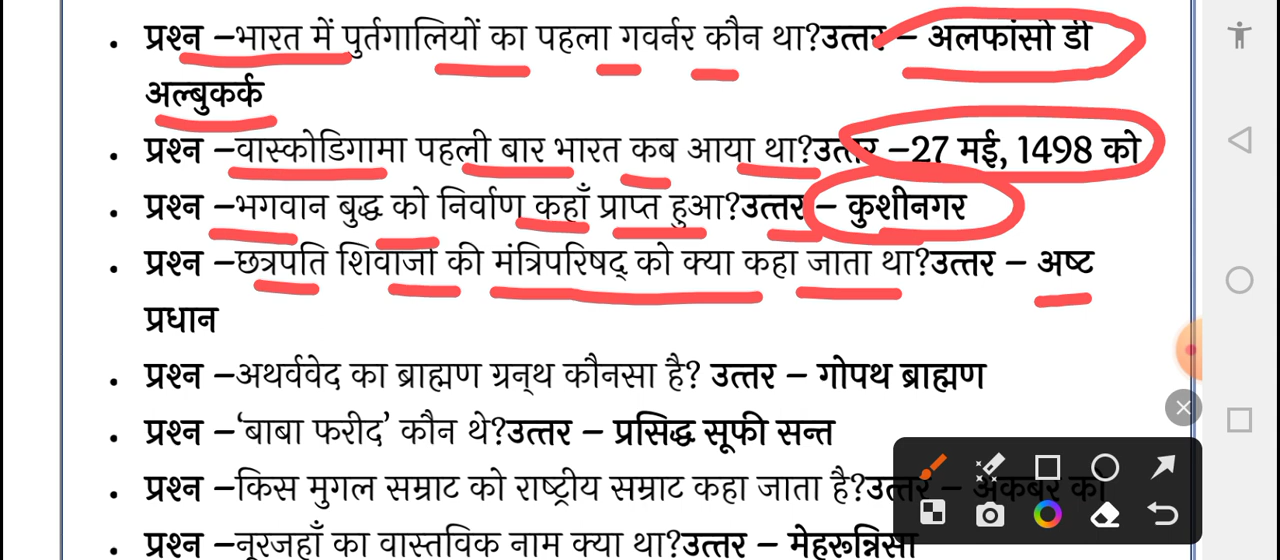 • प्रश्न –भारत में पुर्तगालियों का पहला गवर्नर कौन था?उत्तर – अलफांसो डी
अल्बुकर्क
• प्रश्न –वास्कोडिगामा पहली बार भारत कब आया था?उत्तर –27 मई, 1498 को
• प्रश्न –भगवान बुद्ध को निर्वाण कहाँ प्राप्त हुआ?उत्तर – कुशीनगर
• प्रश्न –छत्रपति शिवाजी की मंत्रिपरिषद् को क्या कहा जाता था?उत्तर – अष्ट
प्रधान
• प्रश्न –अथर्ववेद का ब्राह्मण ग्रन्थ कौनसा है? उत्तर – गोपथ ब्राह्मण
• प्रश्न –‘बाबा फरीद’ कौन थे?उत्तर – प्रसिद्ध सूफी सन्त
• प्रश्न –किस मुगल सम्राट को राष्ट्रीय सम्राट कहा जाता है?उत्तर – अकबर को
• प्रश्न –नूरजहाँ का वास्तविक नाम क्या था?उत्तर – मेहरून्निसा